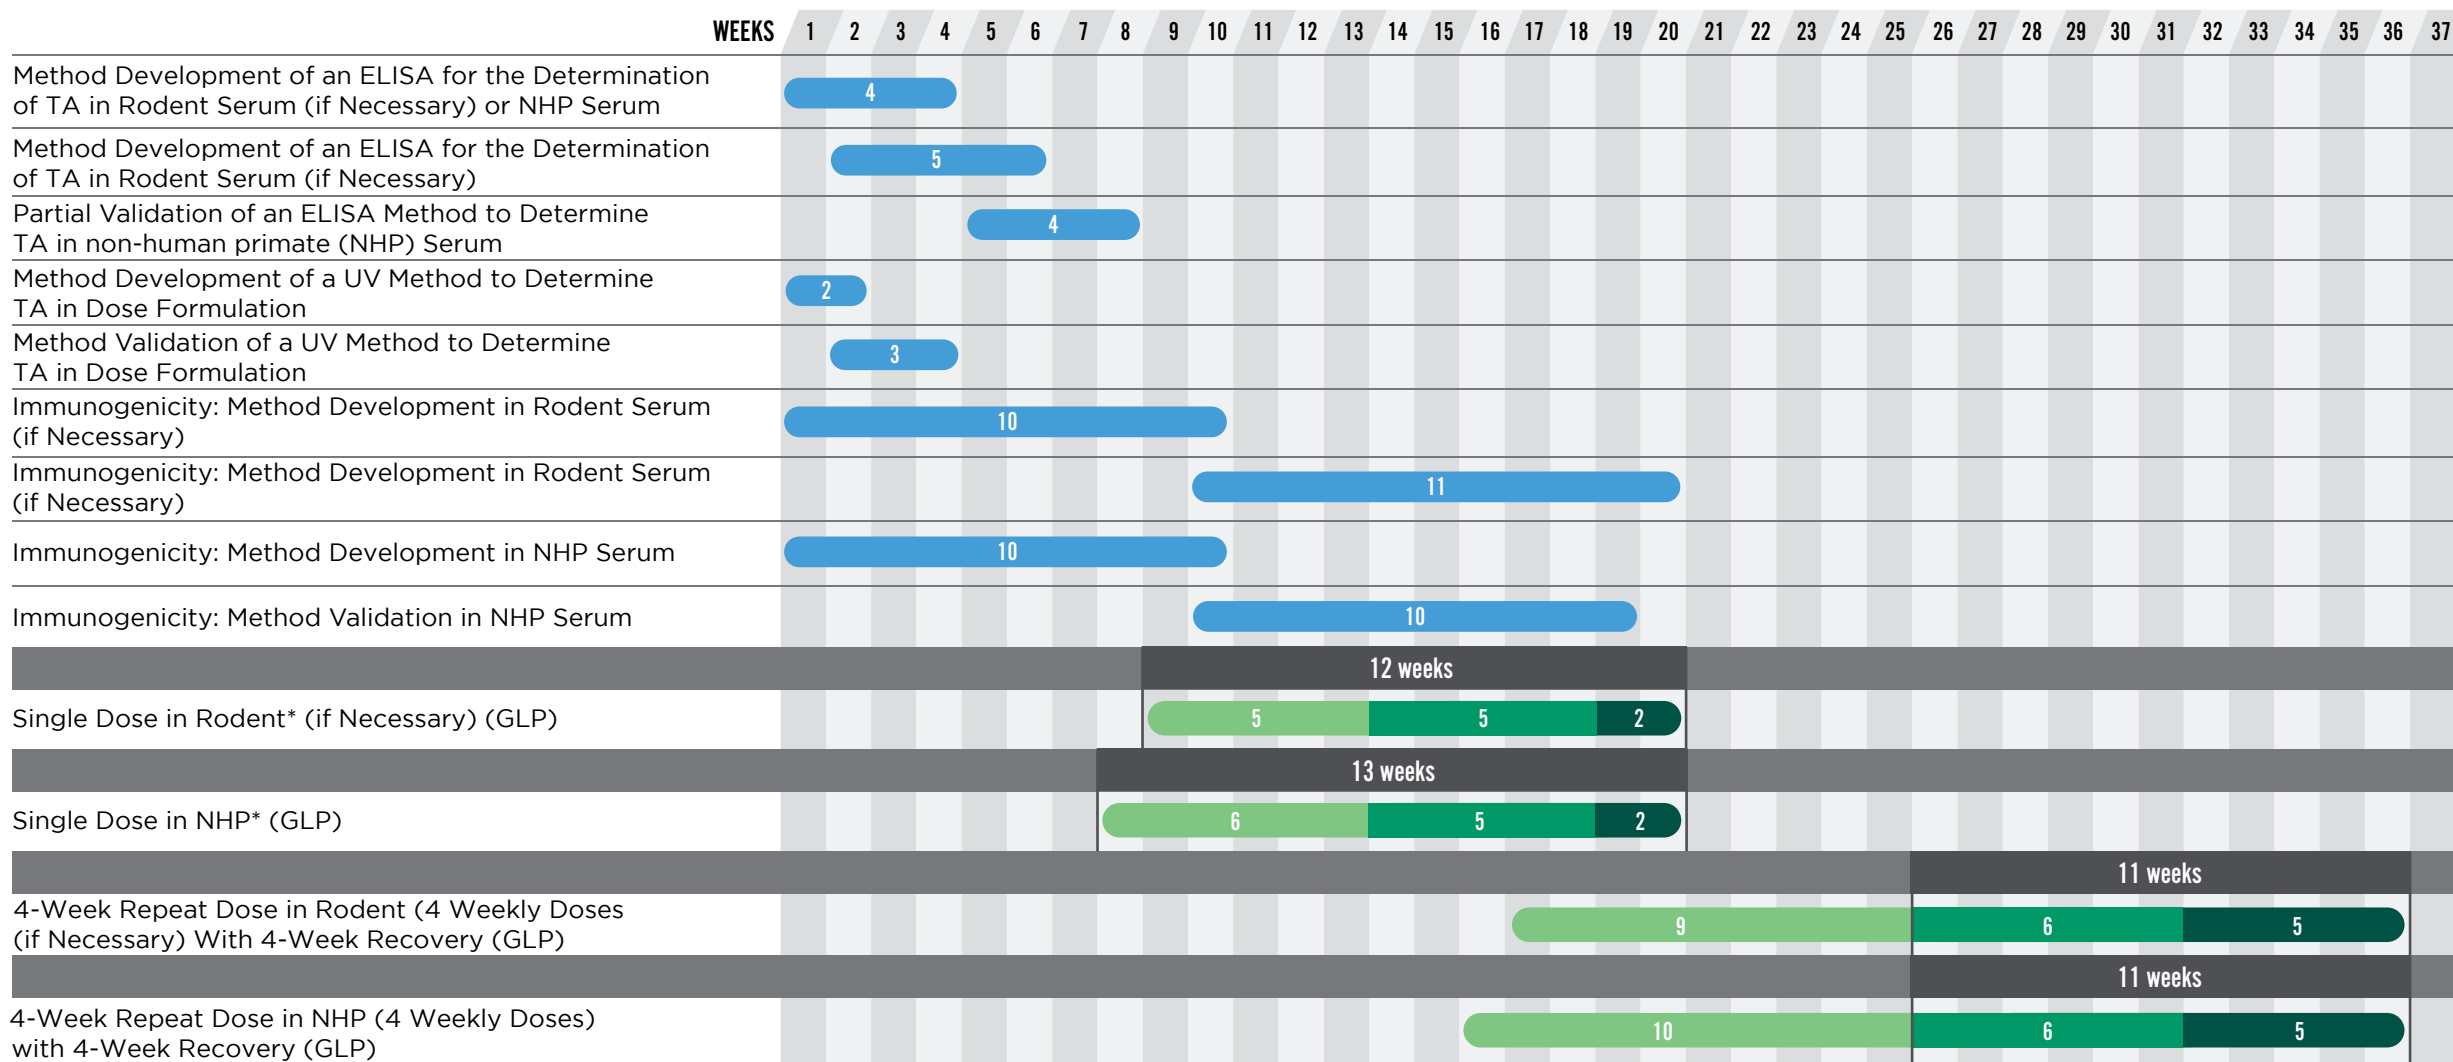 WEEKS 1 2 3 4 5 6 7 8 9 10 11 12 13 14 15 16 17 18 19 20 21 22 23 24 25 26 27 28 29 30 31 32 33 34 35 36 37
Method Development of an ELISA for the Determination
of TA in Rodent Serum (if Necessary) or NHP Serum
4
Method Development of an ELISA for the Determination
of TA in Rodent Serum (if Necessary)
5
Partial Validation of an ELISA Method to Determine
TA in non-human primate (NHP) Serum
4
Method Development of a UV Method to Determine
TA in Dose Formulation
2
Method Validation of a UV Method to Determine
TA in Dose Formulation
3
Immunogenicity: Method Development in Rodent Serum
(if Necessary)
10
Immunogenicity: Method Development in Rodent Serum
(if Necessary)
11
Immunogenicity: Method Development in NHP Serum
10
Immunogenicity: Method Validation in NHP Serum
10
12 weeks
Single Dose in Rodent* (if Necessary) (GLP)
5 5 2
13 weeks
Single Dose in NHP* (GLP)
6 5 2
11 weeks
4-Week Repeat Dose in Rodent (4 Weekly Doses
(if Necessary) With 4-Week Recovery (GLP)
9 6 5
11 weeks
4-Week Repeat Dose in NHP (4 Weekly Doses)
with 4-Week Recovery (GLP)
10 6 5